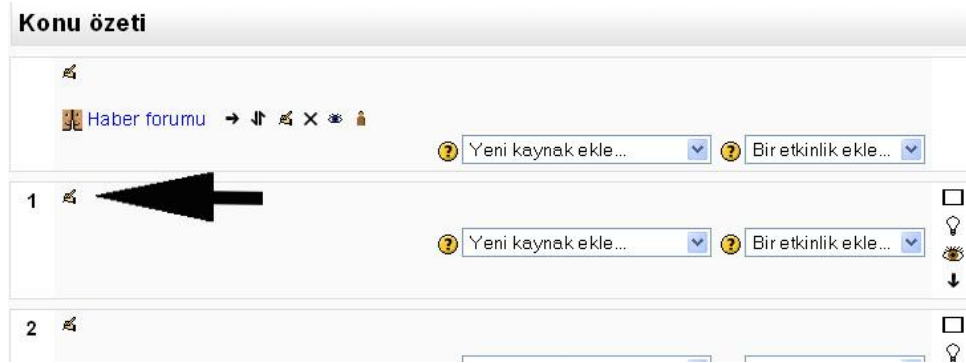 Konu özeti
Haber forumu
? Yeni kaynak ekle... ? Bir etkinlik ekle...
1
? Yeni kaynak ekle... ? Bir etkinlik ekle...
2